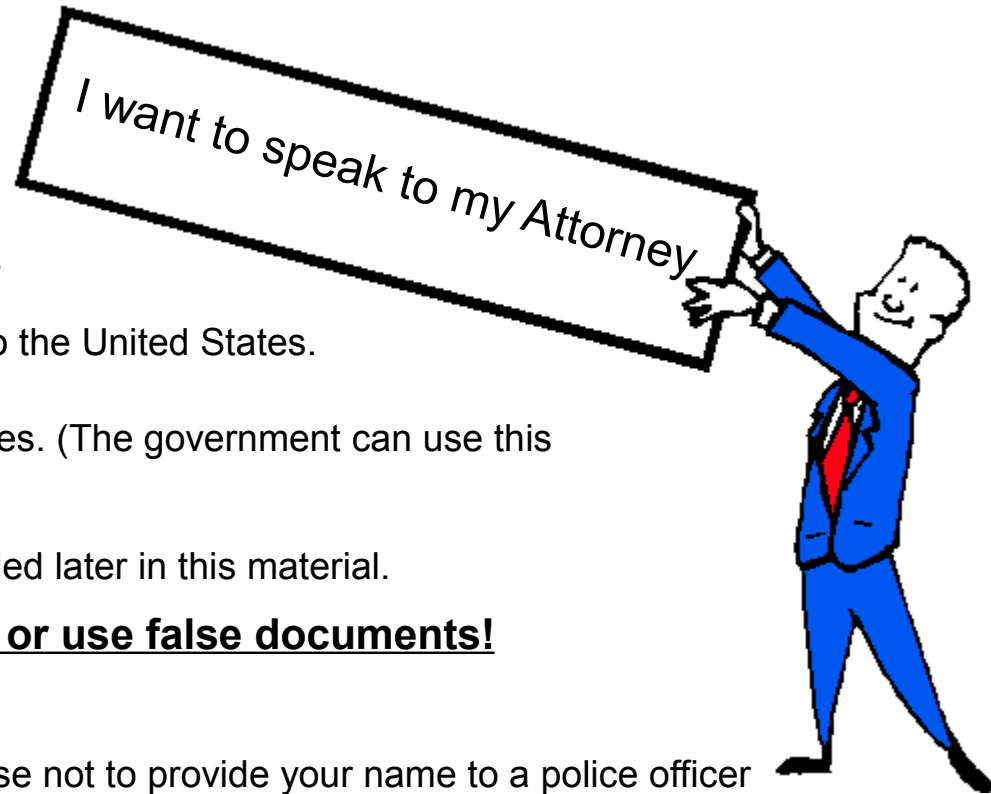 I want to speak to my Attorney
the United States.
es. (The government can use this
ied later in this material.
or use false documents!
se not to provide your name to a police officer